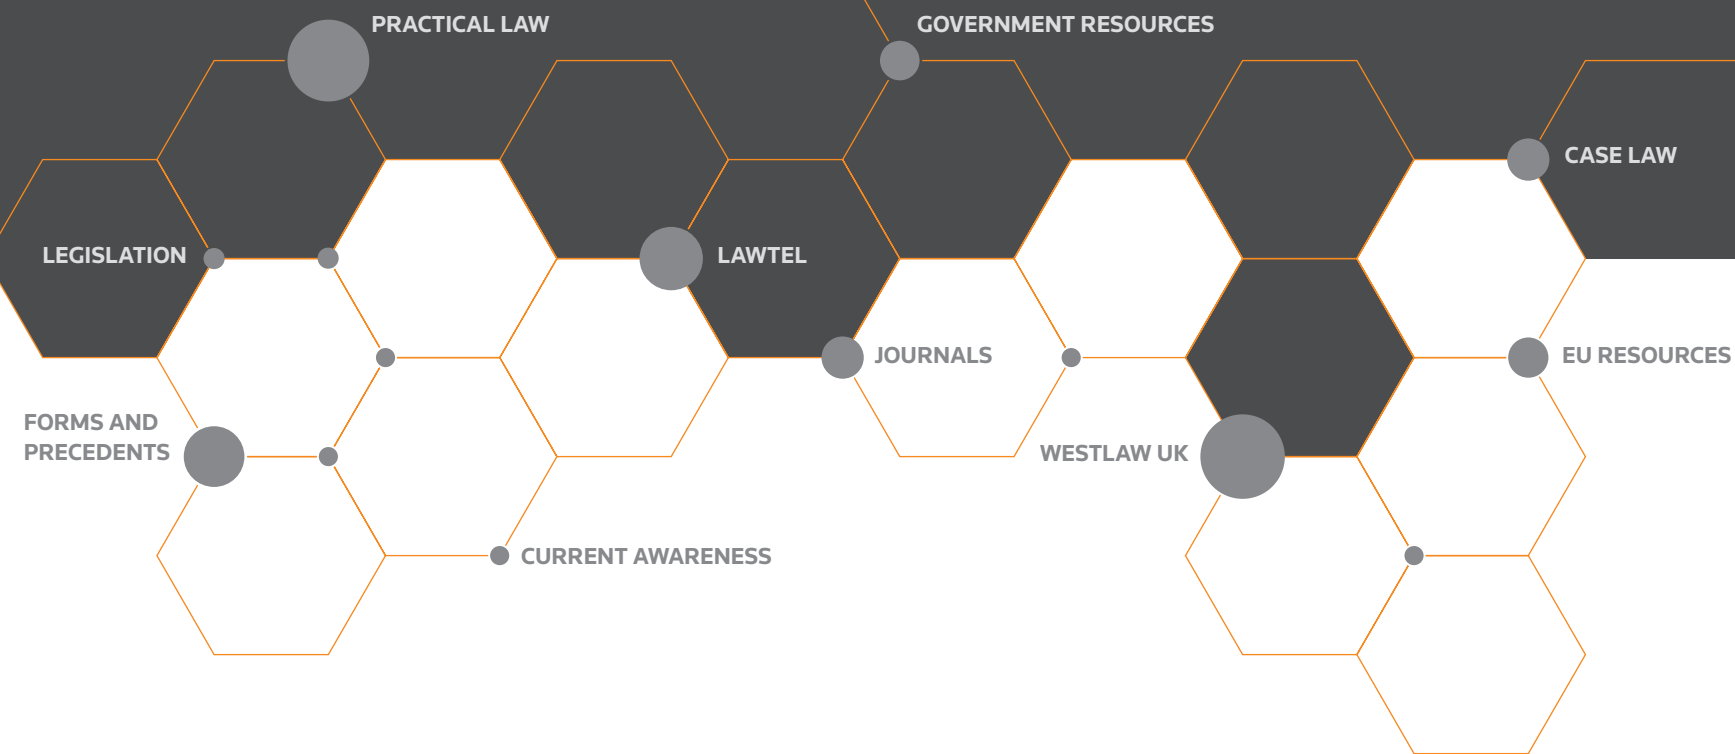 PRACTICAL LAW
GOVERNMENT RESOURCES
CASE LAW
LEGISLATION
LAWTEL
JOURNALS
EU RESOURCES
FORMS AND
PRECEDENTS
WESTLAW UK
CURRENT AWARENESS